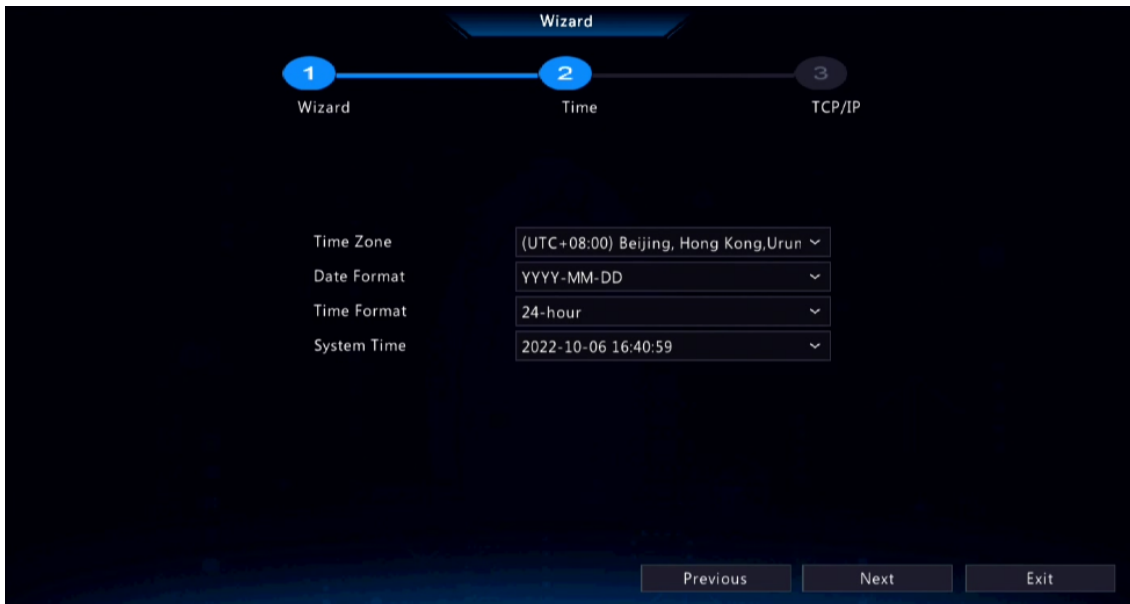 Wizard
1 2 3
Wizard Time TCP/IP
Time Zone (UTC+08:00) Beijing, Hong Kong,Urun
Date Format YYYY-MM-DD
Time Format 24-hour
System Time 2022-10-06 16:40:59
Previous Next Exit